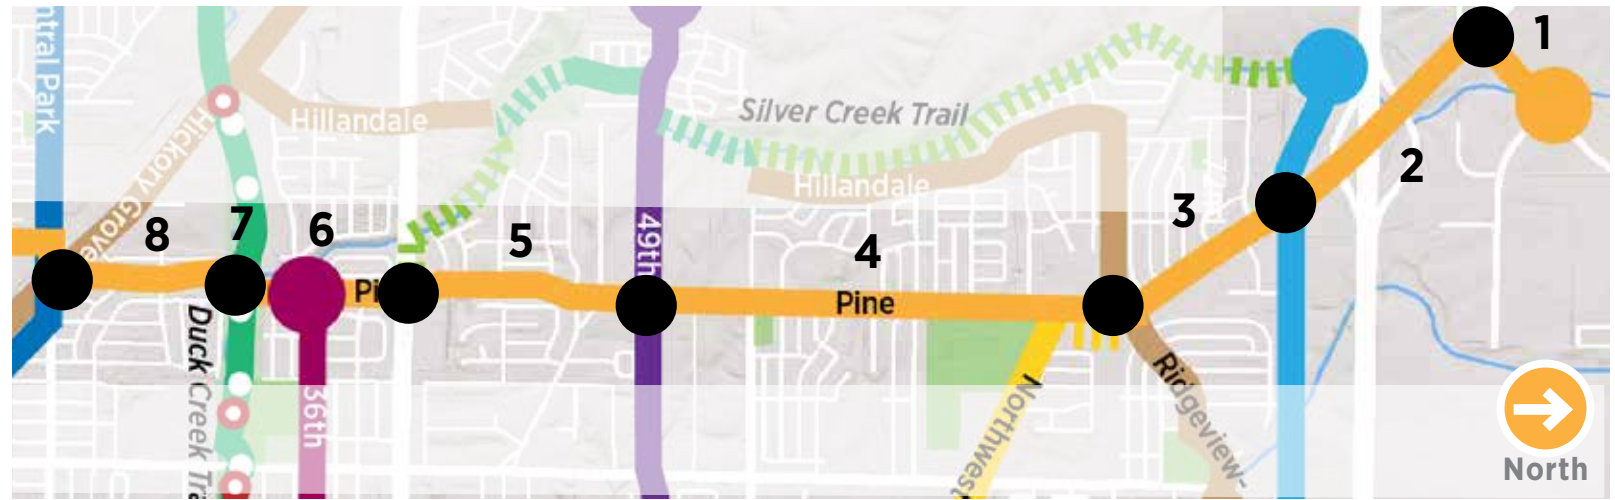 ntral Park
1
Silver Creek Trail
Hillandale
Hickory Grove
2
Hillandale
3
8
7
6
5
49th
4
Pi
Pine
Duck Creek Tra
36th
Northwest
Ridgeview-
North